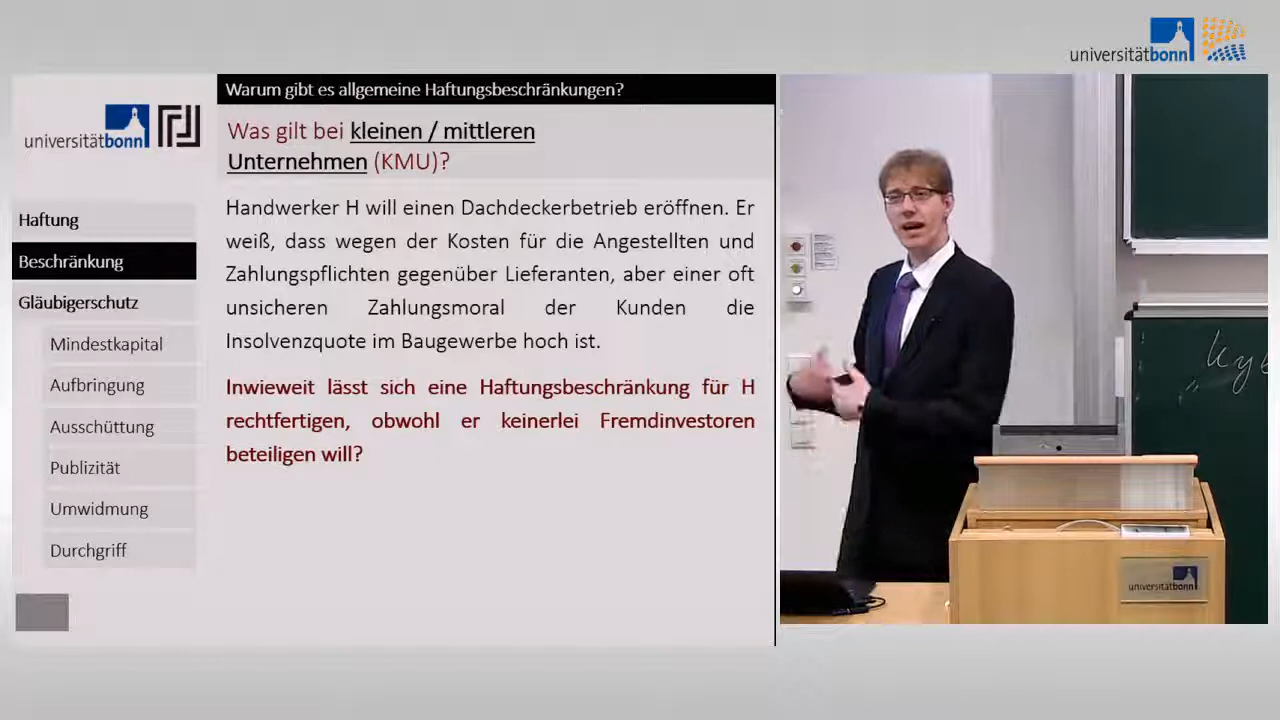 universitätbonn
universitätbonn
Haftung
Beschränkung
Gläubigerschutz
Mindestkapital
Aufbringung
Ausschüttung
Publizität
Umwidmung
Durchgriff
Warum gibt es allgemeine Haftungsbeschränkungen?
Was gilt bei kleinen / mittleren
Unternehmen (KMU)?
Handwerker H will einen Dachdeckerbetrieb eröffnen. Er
weiß, dass wegen der Kosten für die Angestellten und
Zahlungspflichten gegenüber Lieferanten, aber einer oft
unsicheren Zahlungsmoral der Kunden die
Insolvenzquote im Baugewerbe hoch ist.
Inwieweit lässt sich eine Haftungsbeschränkung für H
rechtfertigen, obwohl er keinerlei Fremdinvestoren
beteiligen will?
universitätbonn